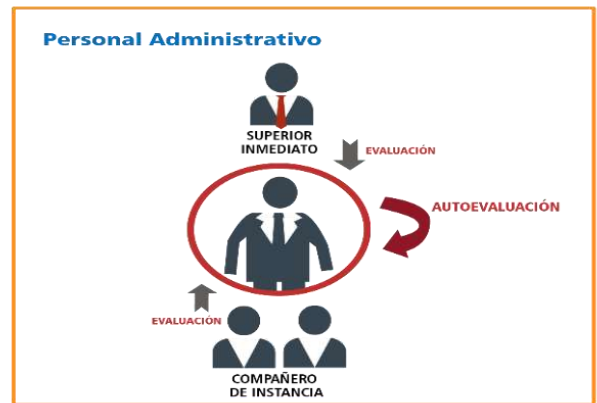 Personal Administrativo
SUPERIOR
INMEDIATO
EVALUACIÓN
AUTOEVALUACIÓN
EVALUACIÓN
COMPAÑERO
DE INSTANCIA